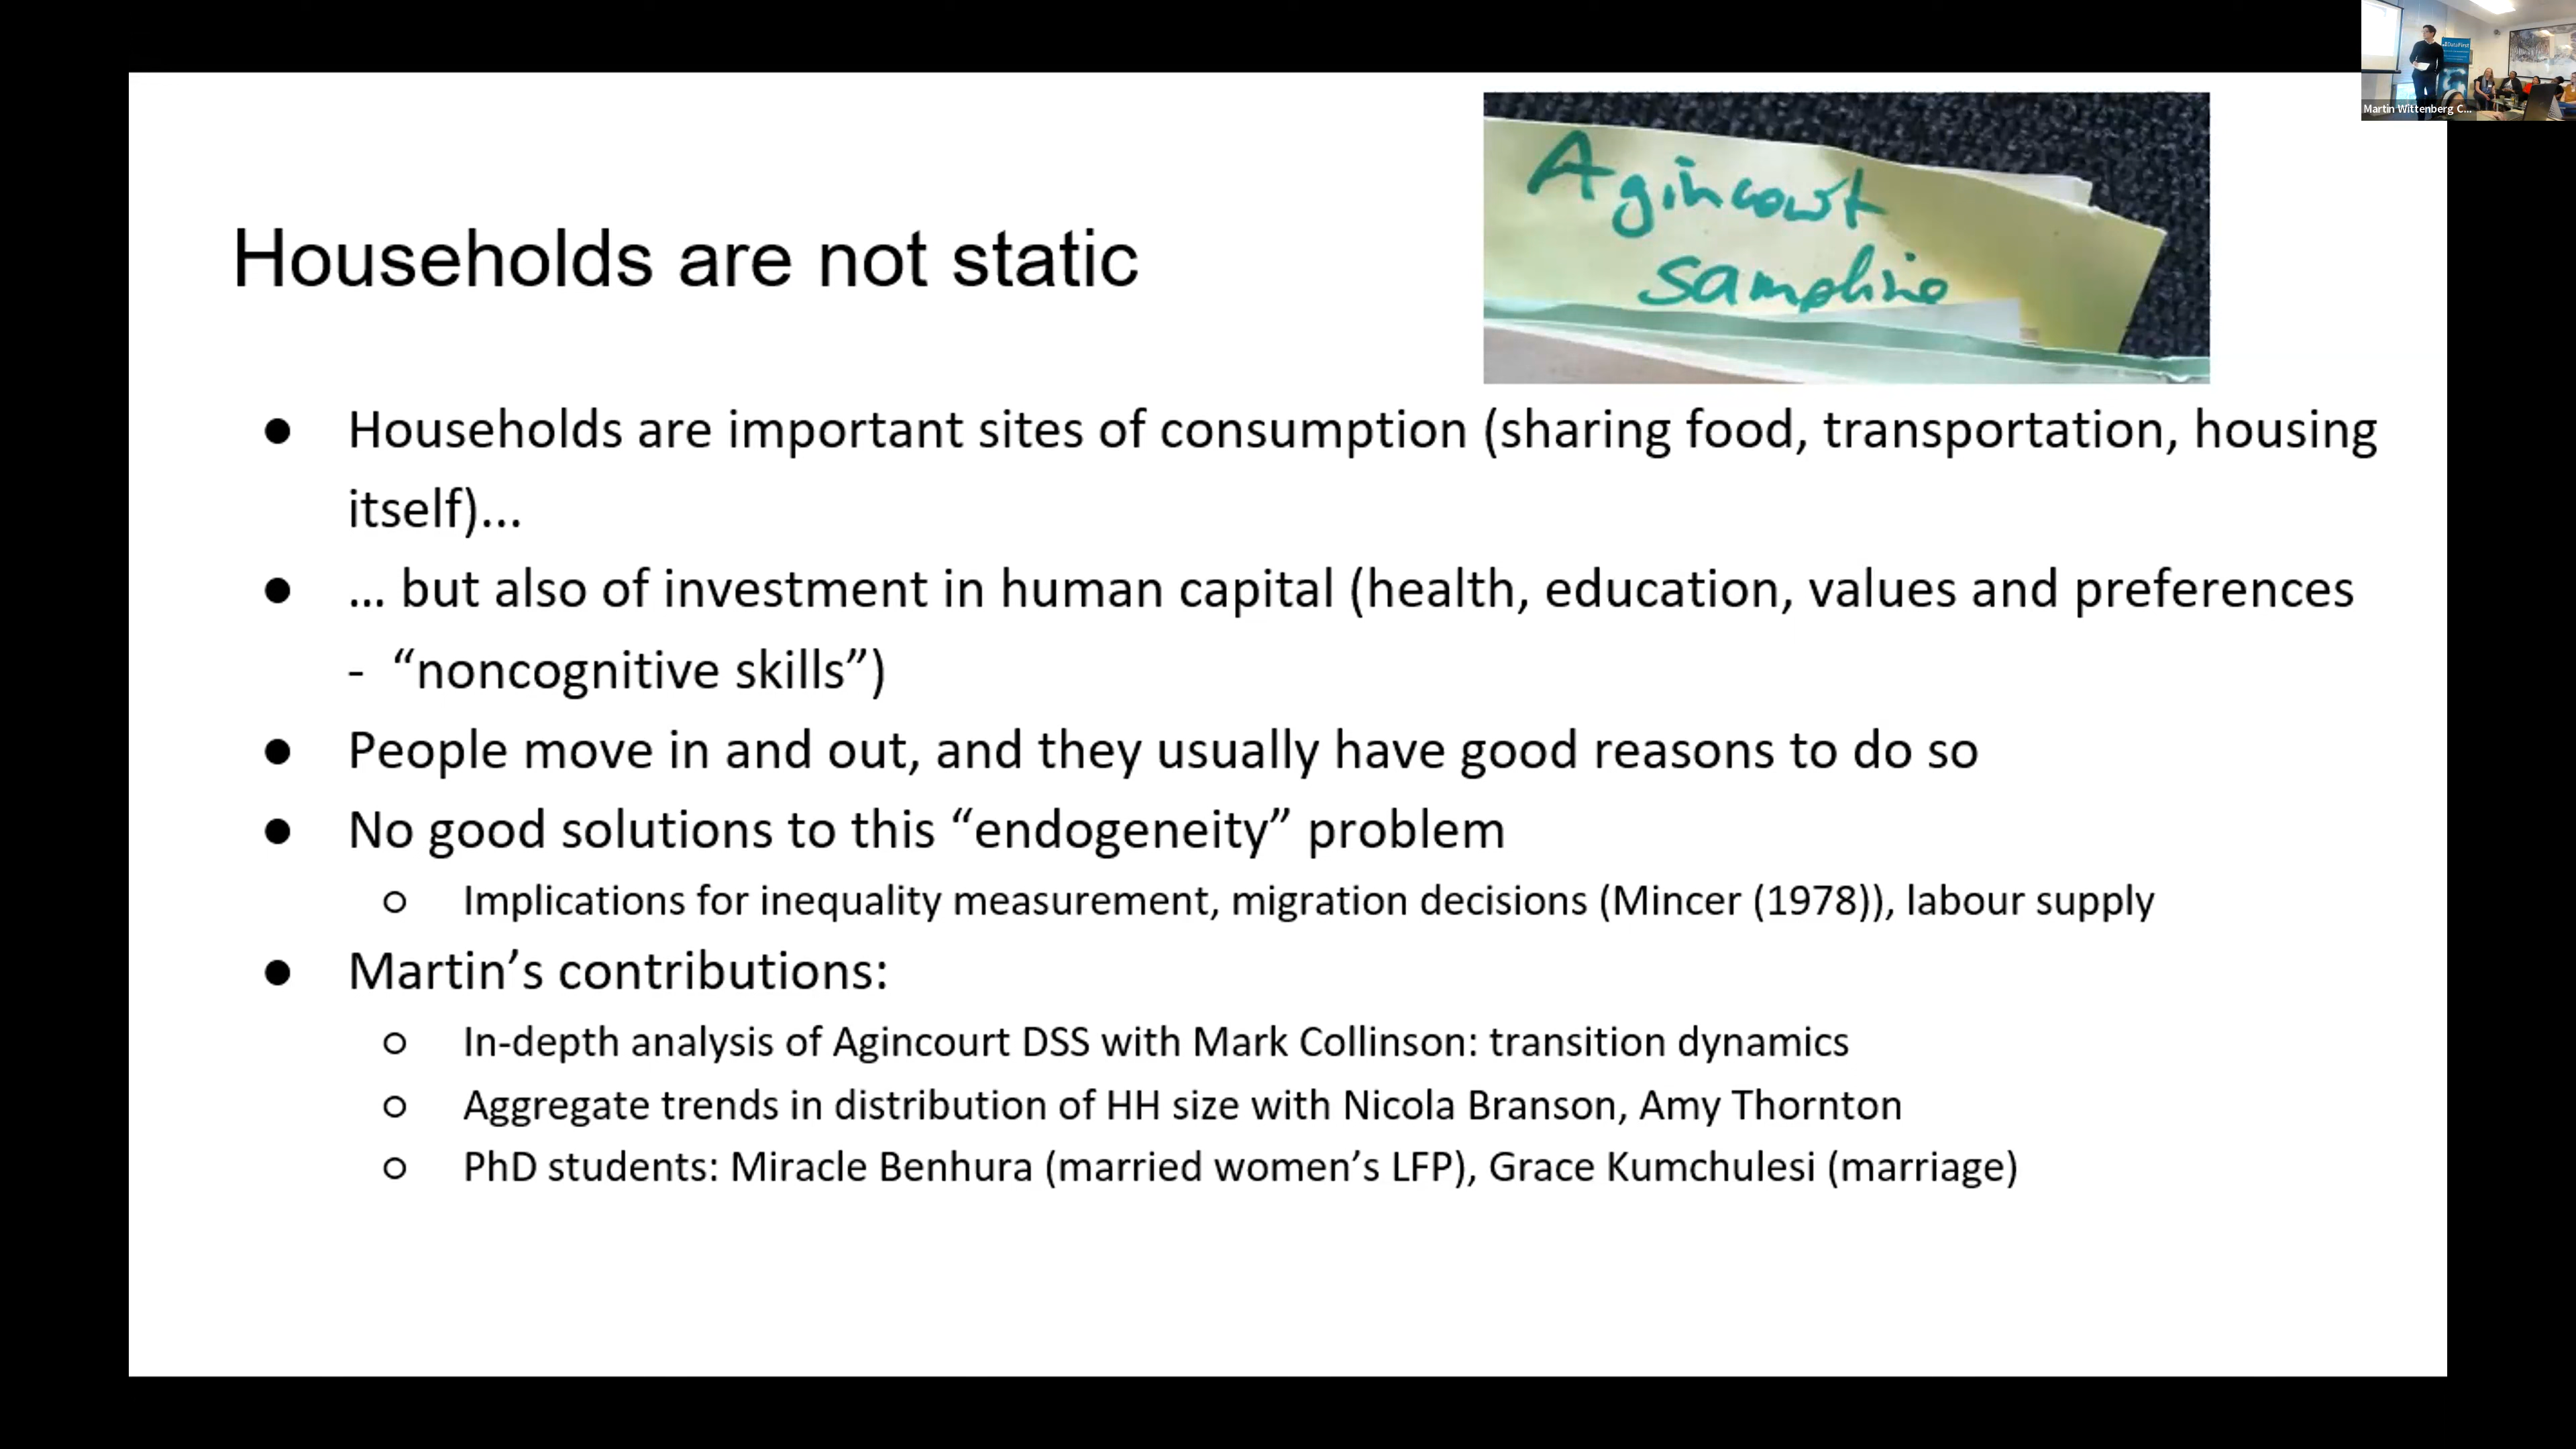 Martin Wittenberg C...
DataFirst
Agincourt
sampling
Households are not static
● Households are important sites of consumption (sharing food, transportation, housing
itself)...
● ... but also of investment in human capital (health, education, values and preferences
- “noncognitive skills”)
● People move in and out, and they usually have good reasons to do so
● No good solutions to this “endogeneity” problem
○ Implications for inequality measurement, migration decisions (Mincer (1978)), labour supply
● Martin’s contributions:
○ In-depth analysis of Agincourt DSS with Mark Collinson: transition dynamics
○ Aggregate trends in distribution of HH size with Nicola Branson, Amy Thornton
○ PhD students: Miracle Benhura (married women’s LFP), Grace Kumchulesi (marriage)